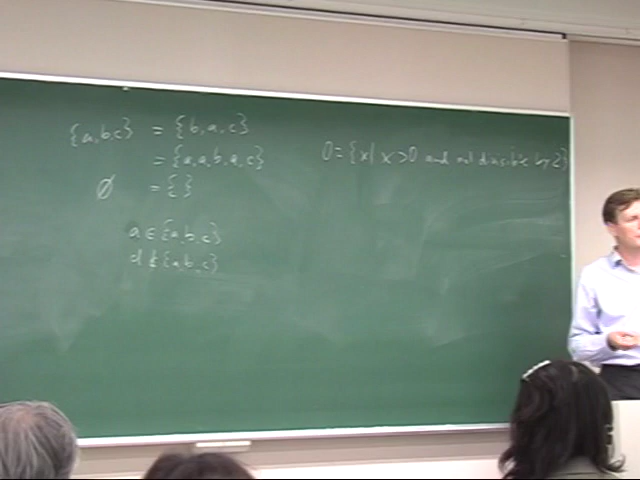 {a,b,c} = {b,a,c}
= {a,a,b,a,c}
∅ = { }
a ∈ {a,b,c}
d ∉ {a,b,c}
O = {x | x > 0 and not divisible by 2}